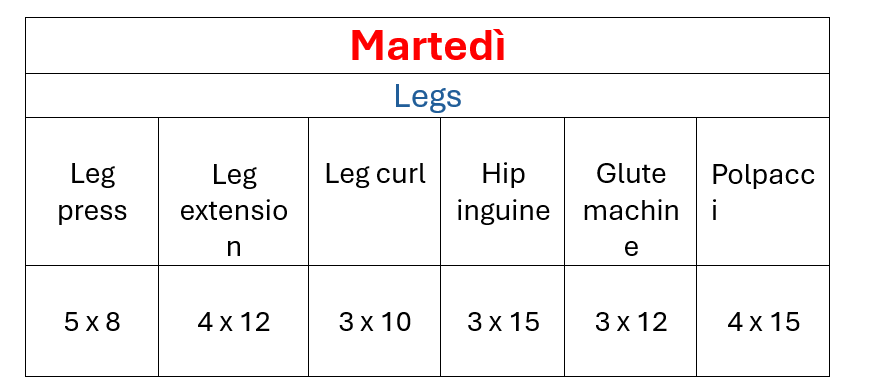 Martedì
Legs
Leg press
Leg extension
Leg curl
Hip inguine
Glute machine
Polpacci
5 x 8
4 x 12
3 x 10
3 x 15
3 x 12
4 x 15